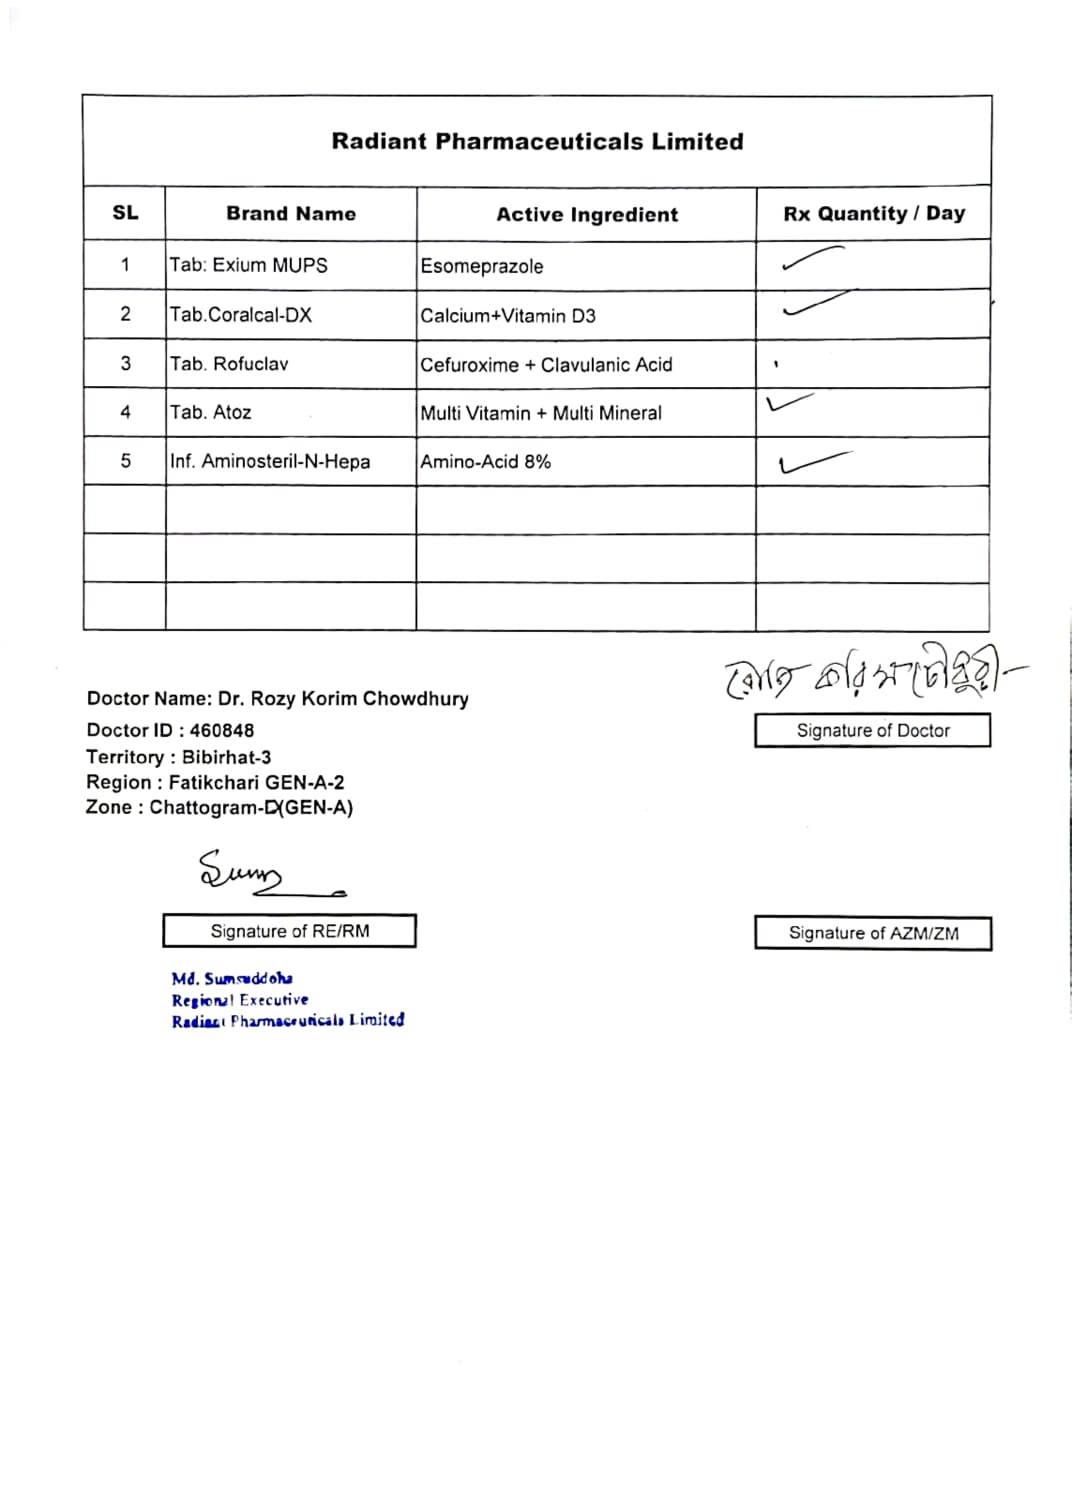 Radiant Pharmaceuticals Limited
SL Brand Name Active Ingredient Rx Quantity / Day
1 Tab: Exium MUPS Esomeprazole ✓
2 Tab.Coralcal-DX Calcium+Vitamin D3 ✓
3 Tab. Rofuclav Cefuroxime + Clavulanic Acid
4 Tab. Atoz Multi Vitamin + Multi Mineral ✓
5 Inf. Aminosteril-N-Hepa Amino-Acid 8% ✓
করিম চৌধুরী
Doctor Name: Dr. Rozy Korim Chowdhury
Signature of Doctor
Doctor ID : 460848
Territory : Bibirhat-3
Region : Fatikchari GEN-A-2
Zone : Chattogram-D(GEN-A)
Signature of RE/RM
Signature of AZM/ZM
Md. Sumsuddoha
Regional Executive
Radiant Pharmaceuticals Limited